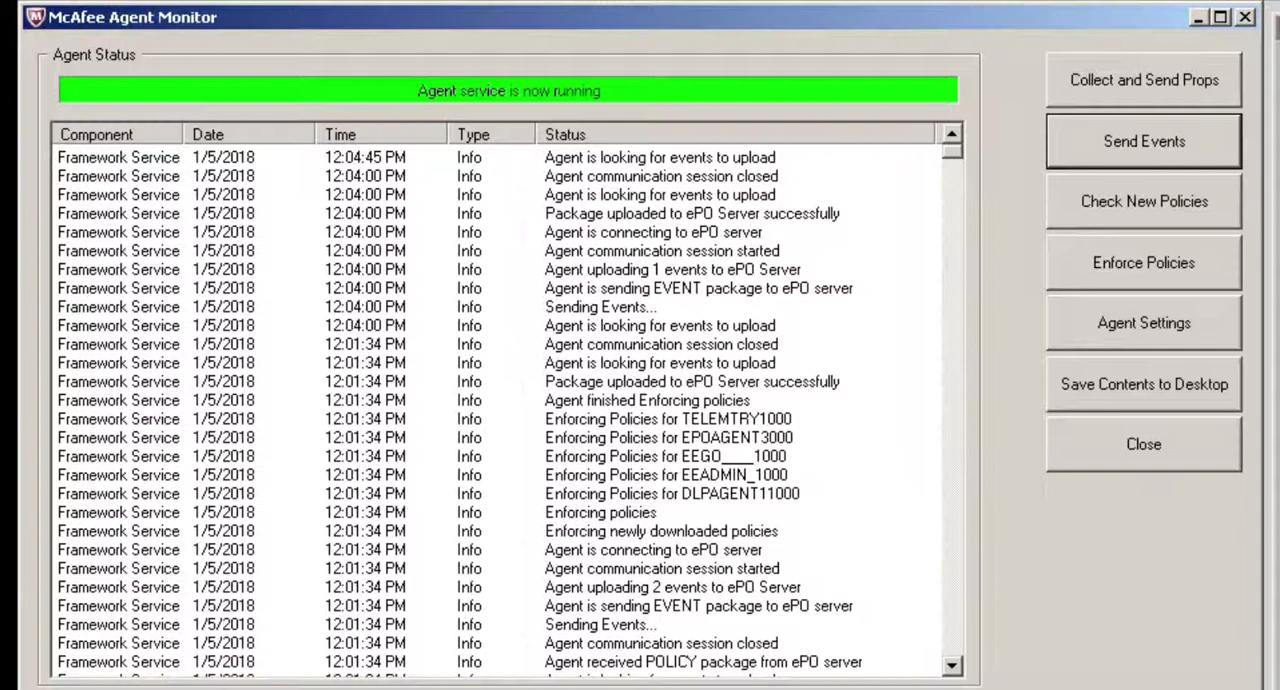 McAfee Agent Monitor
Agent Status
Agent service is now running
Component Date Time Type Status
Framework Service 1/5/2018 12:04:45 PM Info Agent is looking for events to upload
Framework Service 1/5/2018 12:04:00 PM Info Agent communication session closed
Framework Service 1/5/2018 12:04:00 PM Info Agent is looking for events to upload
Framework Service 1/5/2018 12:04:00 PM Info Package uploaded to ePO Server successfully
Framework Service 1/5/2018 12:04:00 PM Info Agent is connecting to ePO server
Framework Service 1/5/2018 12:04:00 PM Info Agent communication session started
Framework Service 1/5/2018 12:04:00 PM Info Agent uploading 1 events to ePO Server
Framework Service 1/5/2018 12:04:00 PM Info Agent is sending EVENT package to ePO server
Framework Service 1/5/2018 12:04:00 PM Info Sending Events...
Framework Service 1/5/2018 12:04:00 PM Info Agent is looking for events to upload
Framework Service 1/5/2018 12:01:34 PM Info Agent communication session closed
Framework Service 1/5/2018 12:01:34 PM Info Agent is looking for events to upload
Framework Service 1/5/2018 12:01:34 PM Info Package uploaded to ePO Server successfully
Framework Service 1/5/2018 12:01:34 PM Info Agent finished Enforcing policies
Framework Service 1/5/2018 12:01:34 PM Info Enforcing Policies for TELEMTRY1000
Framework Service 1/5/2018 12:01:34 PM Info Enforcing Policies for EPOAGENT3000
Framework Service 1/5/2018 12:01:34 PM Info Enforcing Policies for EEGO____1000
Framework Service 1/5/2018 12:01:34 PM Info Enforcing Policies for EEADMIN_1000
Framework Service 1/5/2018 12:01:34 PM Info Enforcing Policies for DLPAGENT11000
Framework Service 1/5/2018 12:01:34 PM Info Enforcing policies
Framework Service 1/5/2018 12:01:34 PM Info Enforcing newly downloaded policies
Framework Service 1/5/2018 12:01:34 PM Info Agent is connecting to ePO server
Framework Service 1/5/2018 12:01:34 PM Info Agent communication session started
Framework Service 1/5/2018 12:01:34 PM Info Agent uploading 2 events to ePO Server
Framework Service 1/5/2018 12:01:34 PM Info Agent is sending EVENT package to ePO server
Framework Service 1/5/2018 12:01:34 PM Info Sending Events...
Framework Service 1/5/2018 12:01:34 PM Info Agent communication session closed
Framework Service 1/5/2018 12:01:34 PM Info Agent received POLICY package from ePO server
Collect and Send Props
Send Events
Check New Policies
Enforce Policies
Agent Settings
Save Contents to Desktop
Close